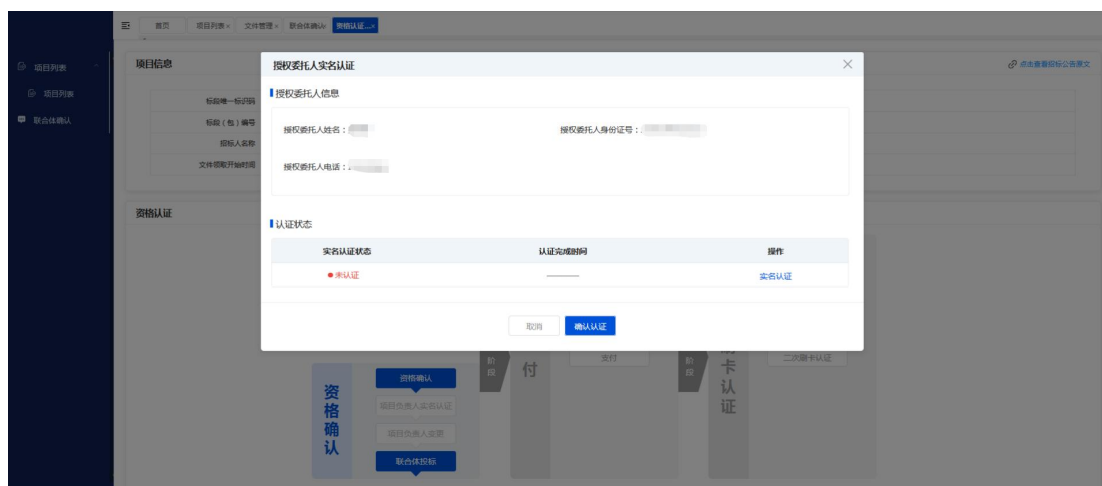 首页 项目列表× 文件管理× 联合体确认× 资格认证...×
项目列表
项目列表
联合体确认
项目信息
点击查看招标公告原文
标段唯一标识码
标段（包）编号
招标人名称
文件领取开始时间
资格认证
授权委托人实名认证
授权委托人信息
授权委托人姓名：
授权委托人身份证号：
授权委托人电话：
认证状态
实名认证状态 认证完成时间 操作
未认证 ———— 实名认证
取消 确认认证
资格确认
资格确认
项目负责人实名认证
项目负责人变更
联合体投标
阶段
付
支付
阶段
卡认证
二次刷卡认证